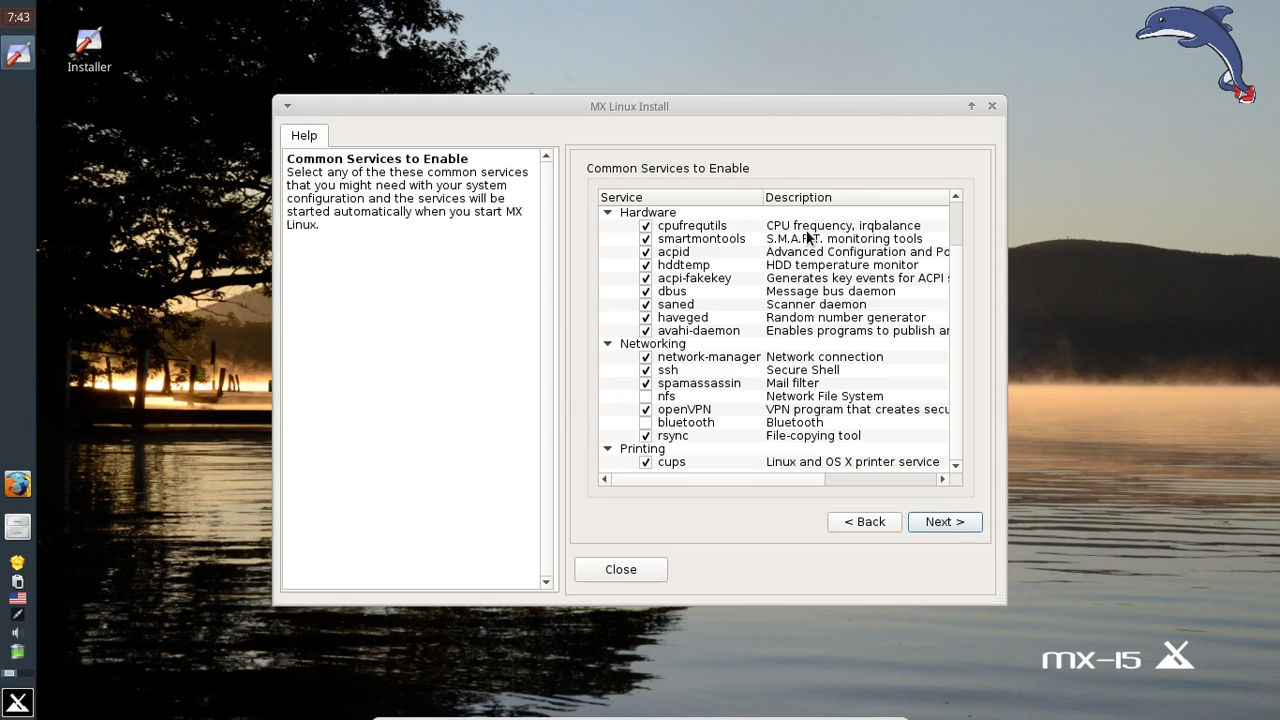 7:43
Installer
MX Linux Install
Help
Common Services to Enable
Select any of the these common services
that you might need with your system
configuration and the services will be
started automatically when you start MX
Linux.
Common Services to Enable
Service Description
Hardware
cpufrequtils CPU frequency, irqbalance
smartmontools S.M.A.R.T. monitoring tools
acpid Advanced Configuration and Po
hddtemp HDD temperature monitor
acpi-fakekey Generates key events for ACPI s
dbus Message bus daemon
saned Scanner daemon
haveged Random number generator
avahi-daemon Enables programs to publish ar
Networking
network-manager Network connection
ssh Secure Shell
spamassassin Mail filter
nfs Network File System
openVPN VPN program that creates secu
bluetooth Bluetooth
rsync File-copying tool
Printing
cups Linux and OS X printer service
< Back Next >
Close
mx-15